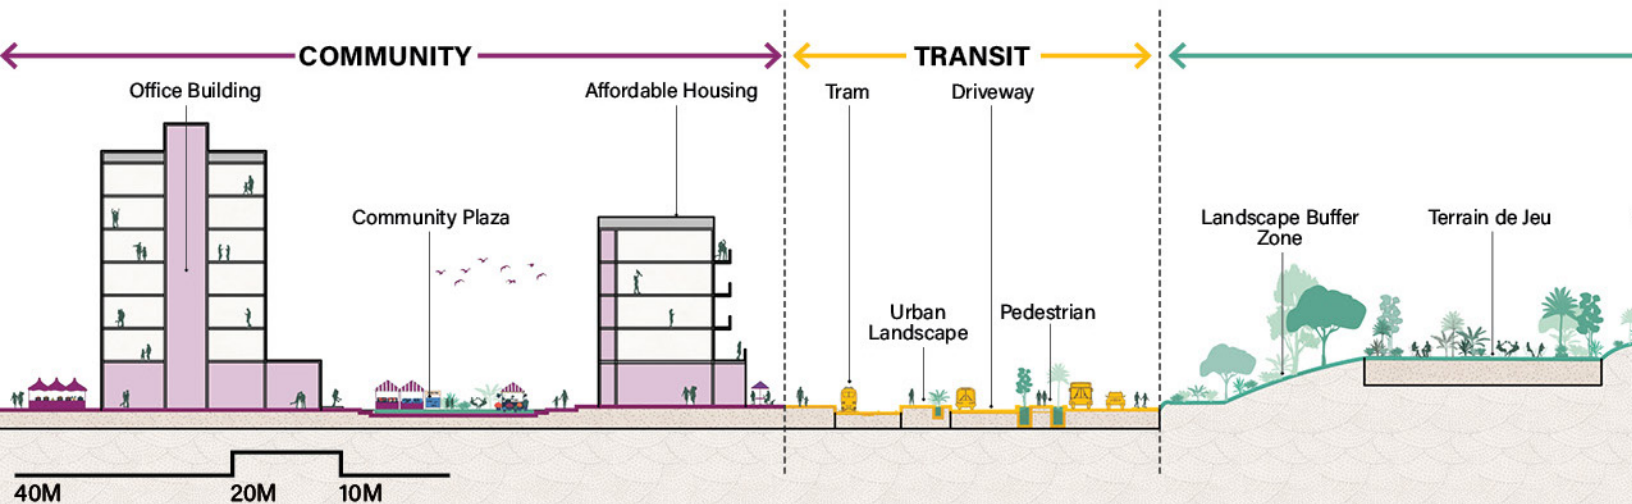 COMMUNITY
TRANSIT
Office Building
Affordable Housing
Tram
Driveway
Community Plaza
Landscape Buffer
Zone
Terrain de Jeu
Urban
Landscape
Pedestrian
40M
20M
10M